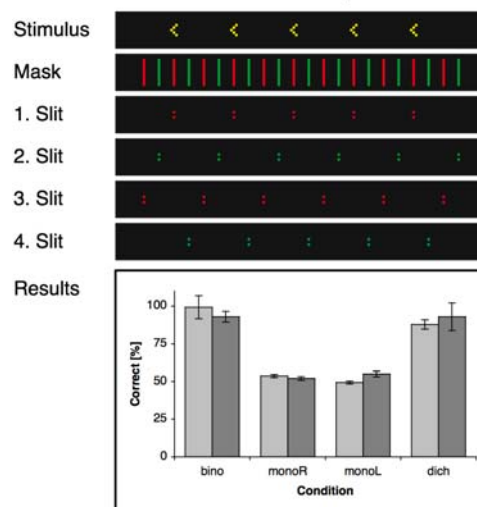 Stimulus
Mask
1. Slit
2. Slit
3. Slit
4. Slit
Results
Correct [%]
100
75
50
25
0
bino monoR monoL dich
Condition